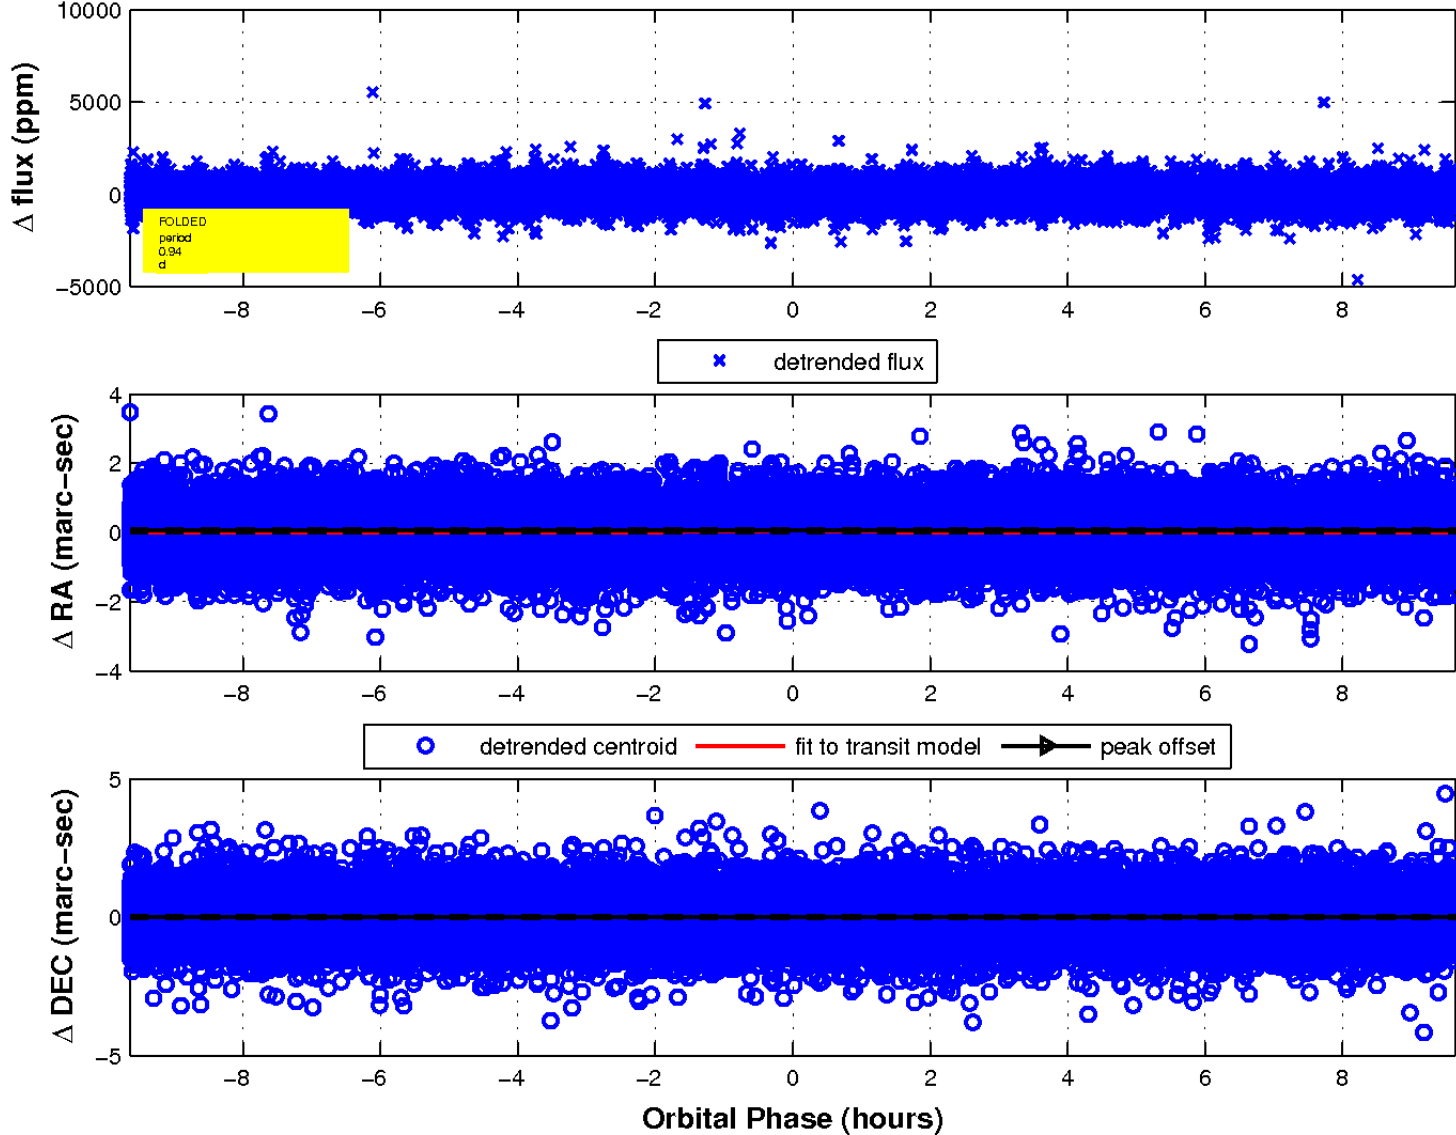 10000
5000
0
−5000
Δ flux (ppm)
FOLDED
period
0.94
d
−8 −6 −4 −2 0 2 4 6 8
detrended flux
4
2
0
−2
−4
Δ RA (marc−sec)
−8 −6 −4 −2 0 2 4 6 8
detrended centroid fit to transit model peak offset
5
0
−5
Δ DEC (marc−sec)
−8 −6 −4 −2 0 2 4 6 8
Orbital Phase (hours)